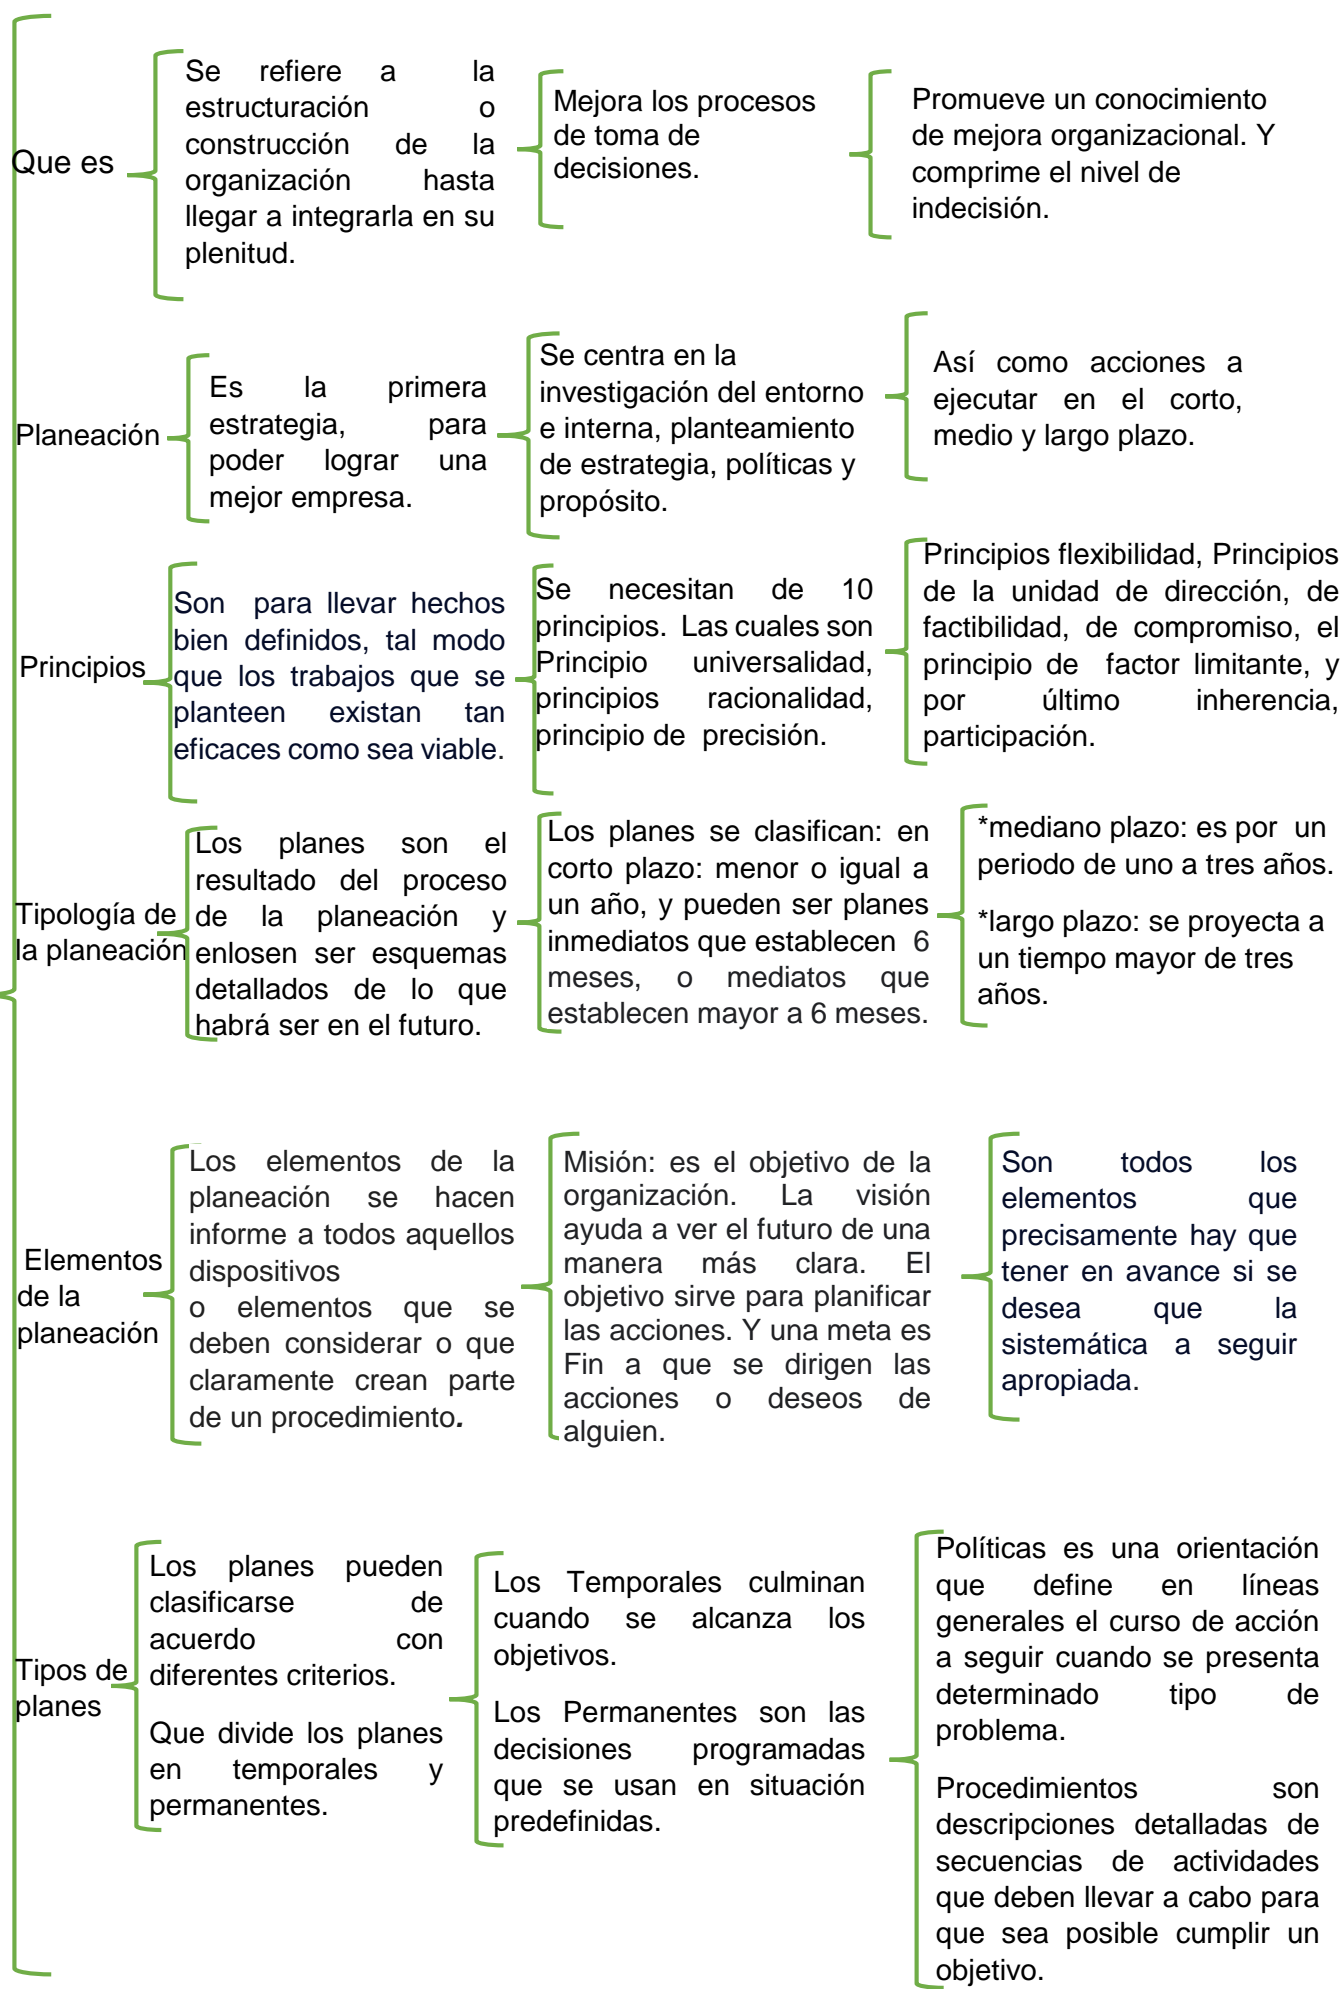 Que es
Se refiere a la
estructuración o
construcción de la
organización hasta
llegar a integrarla en su
plenitud.
Mejora los procesos
de toma de
decisiones.
Promueve un conocimiento
de mejora organizacional. Y
comprime el nivel de
indecisión.
Planeación
Es la primera
estrategia, para
poder lograr una
mejor empresa.
Se centra en la
investigación del entorno
e interna, planteamiento
de estrategia, políticas y
propósito.
Así como acciones a
ejecutar en el corto,
medio y largo plazo.
Principios
Son para llevar hechos
bien definidos, tal modo
que los trabajos que se
planteen existan tan
eficaces como sea viable.
Se necesitan de 10
principios. Las cuales son
Principio universalidad,
principios racionalidad,
principio de precisión.
Principios flexibilidad, Principios
de la unidad de dirección, de
factibilidad, de compromiso, el
principio de factor limitante, y
por último inherencia,
participación.
Tipología de
la planeación
Los planes son el
resultado del proceso
de la planeación y
enlosen ser esquemas
detallados de lo que
habrá ser en el futuro.
Los planes se clasifican: en
corto plazo: menor o igual a
un año, y pueden ser planes
inmediatos que establecen 6
meses, o mediatos que
establecen mayor a 6 meses.
*mediano plazo: es por un
periodo de uno a tres años.
*largo plazo: se proyecta a
un tiempo mayor de tres
años.
Elementos
de la
planeación
Los elementos de la
planeación se hacen
informe a todos aquellos
dispositivos
o elementos que se
deben considerar o que
claramente crean parte
de un procedimiento.
Misión: es el objetivo de la
organización. La visión
ayuda a ver el futuro de una
manera más clara. El
objetivo sirve para planificar
las acciones. Y una meta es
Fin a que se dirigen las
acciones o deseos de
alguien.
Son todos los
elementos que
precisamente hay que
tener en avance si se
desea que la
sistemática a seguir
apropiada.
Tipos de
planes
Los planes pueden
clasificarse de
acuerdo con
diferentes criterios.
Que divide los planes
en temporales y
permanentes.
Los Temporales culminan
cuando se alcanza los
objetivos.
Los Permanentes son las
decisiones programadas
que se usan en situación
predefinidas.
Políticas es una orientación
que define en líneas
generales el curso de acción
a seguir cuando se presenta
determinado tipo de
problema.
Procedimientos son
descripciones detalladas de
secuencias de actividades
que deben llevar a cabo para
que sea posible cumplir un
objetivo.